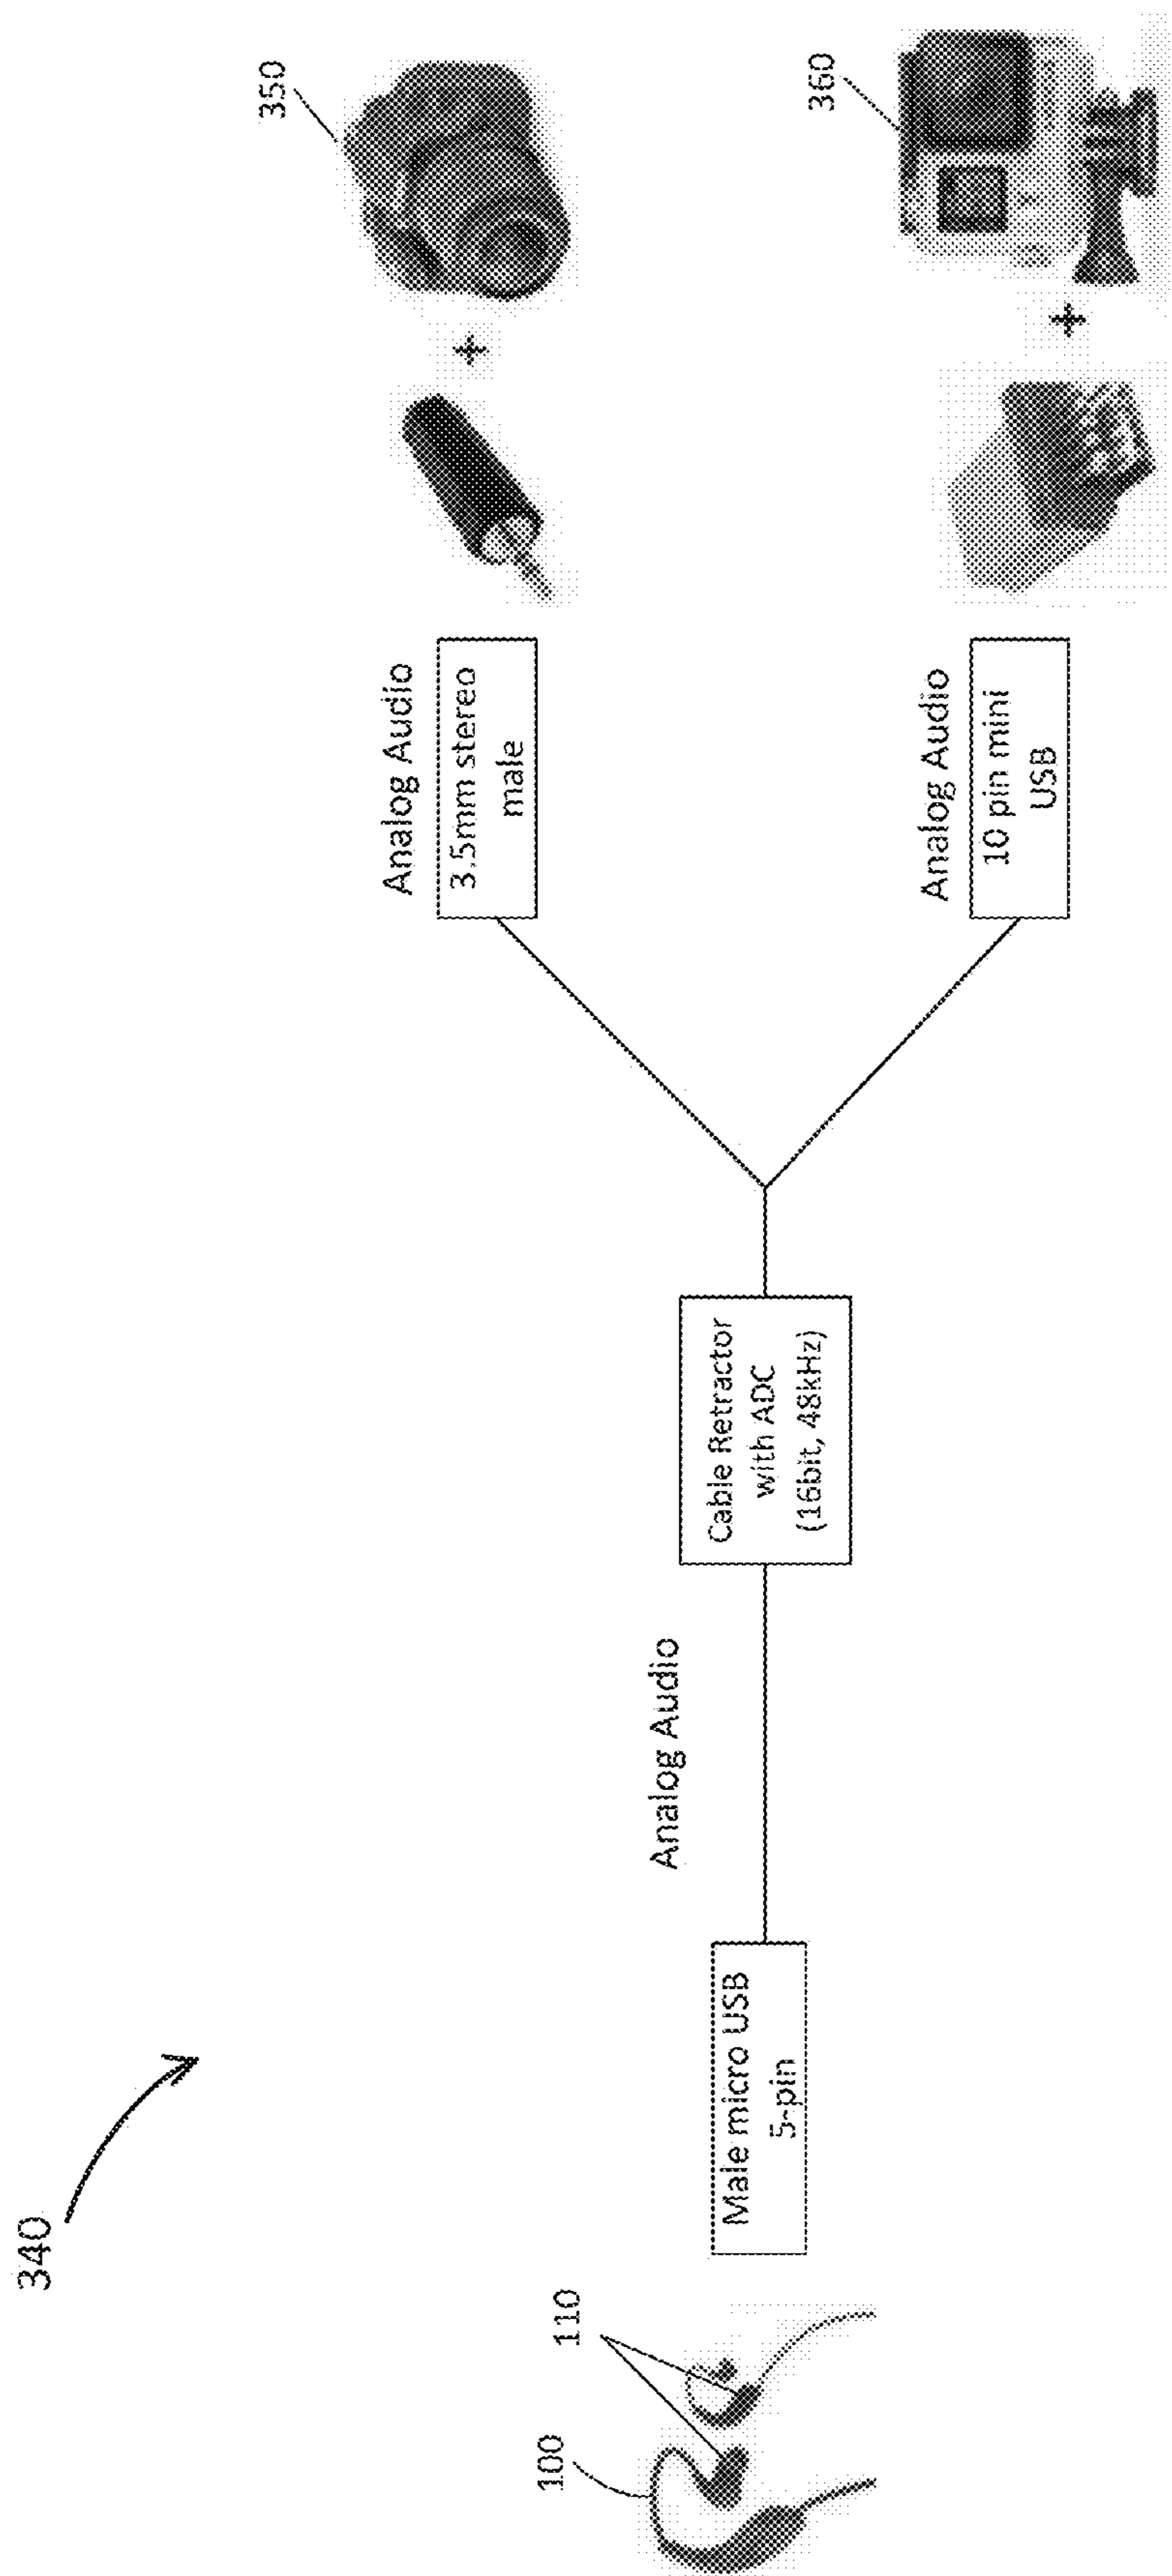 340
100
110
Male micro USB
5-pin
Analog Audio
Cable Retractor
with ADC
(16bit, 48kHz)
Analog Audio
3.5mm stereo
male
+
350
Analog Audio
10 pin mini
USB
+
360